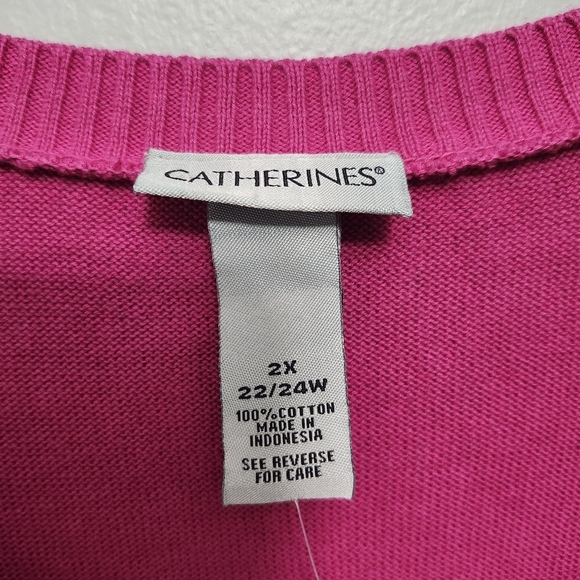 CATHERINES®
2X
22/24W
100%COTTON
MADE IN
INDONESIA
SEE REVERSE
FOR CARE